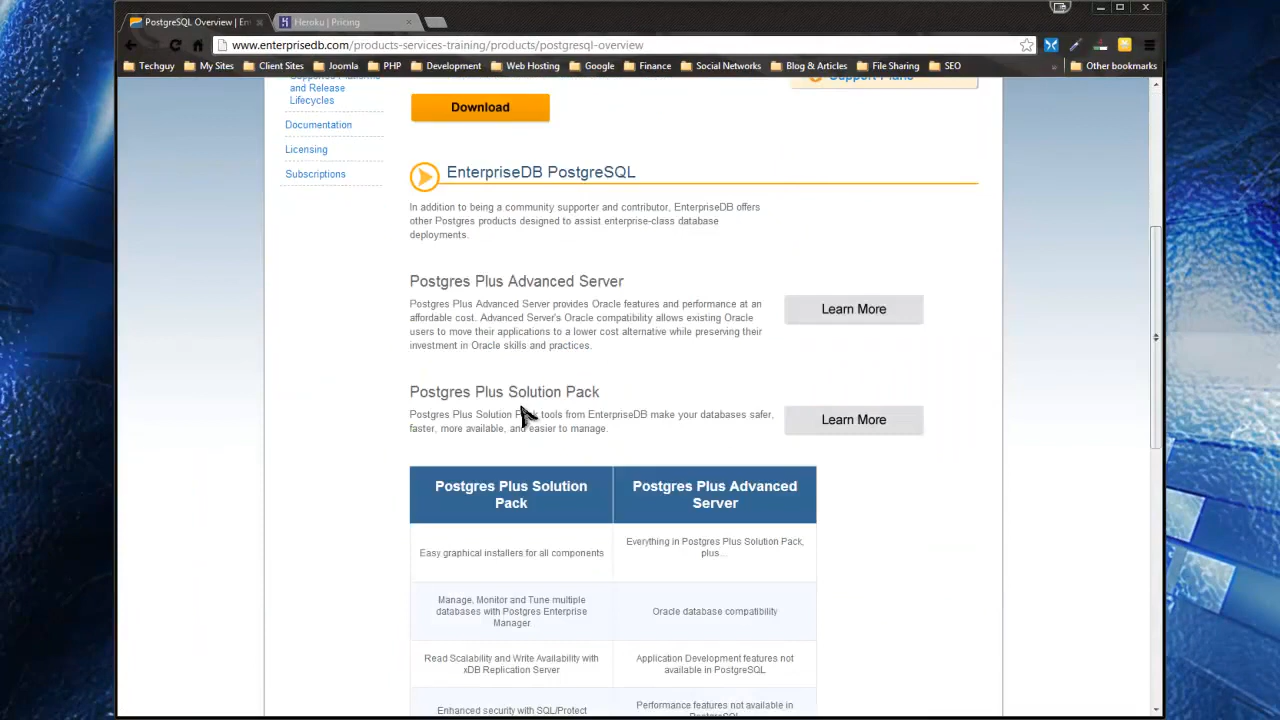 PostgreSQL Overview | En
Heroku | Pricing
www.enterprisedb.com/products-services-training/products/postgresql-overview
Techguy
My Sites
Client Sites
Joomla
PHP
Development
Web Hosting
Google
Finance
Social Networks
Blog & Articles
File Sharing
SEO
Other bookmarks
Supported Platforms
and Release
Lifecycles
Documentation
Licensing
Subscriptions
Support Plans
Download
EnterpriseDB PostgreSQL
In addition to being a community supporter and contributor, EnterpriseDB offers
other Postgres products designed to assist enterprise-class database
deployments.
Postgres Plus Advanced Server
Postgres Plus Advanced Server provides Oracle features and performance at an
affordable cost. Advanced Server's Oracle compatibility allows existing Oracle
users to move their applications to a lower cost alternative while preserving their
investment in Oracle skills and practices.
Learn More
Postgres Plus Solution Pack
Postgres Plus Solution Pack tools from EnterpriseDB make your databases safer,
faster, more available, and easier to manage.
Learn More
Postgres Plus Solution
Pack
Postgres Plus Advanced
Server
Easy graphical installers for all components
Everything in Postgres Plus Solution Pack,
plus...
Manage, Monitor and Tune multiple
databases with Postgres Enterprise
Manager
Oracle database compatibility
Read Scalability and Write Availability with
xDB Replication Server
Application Development features not
available in PostgreSQL
Enhanced security with SQL/Protect
Performance features not available in
PostgreSQL